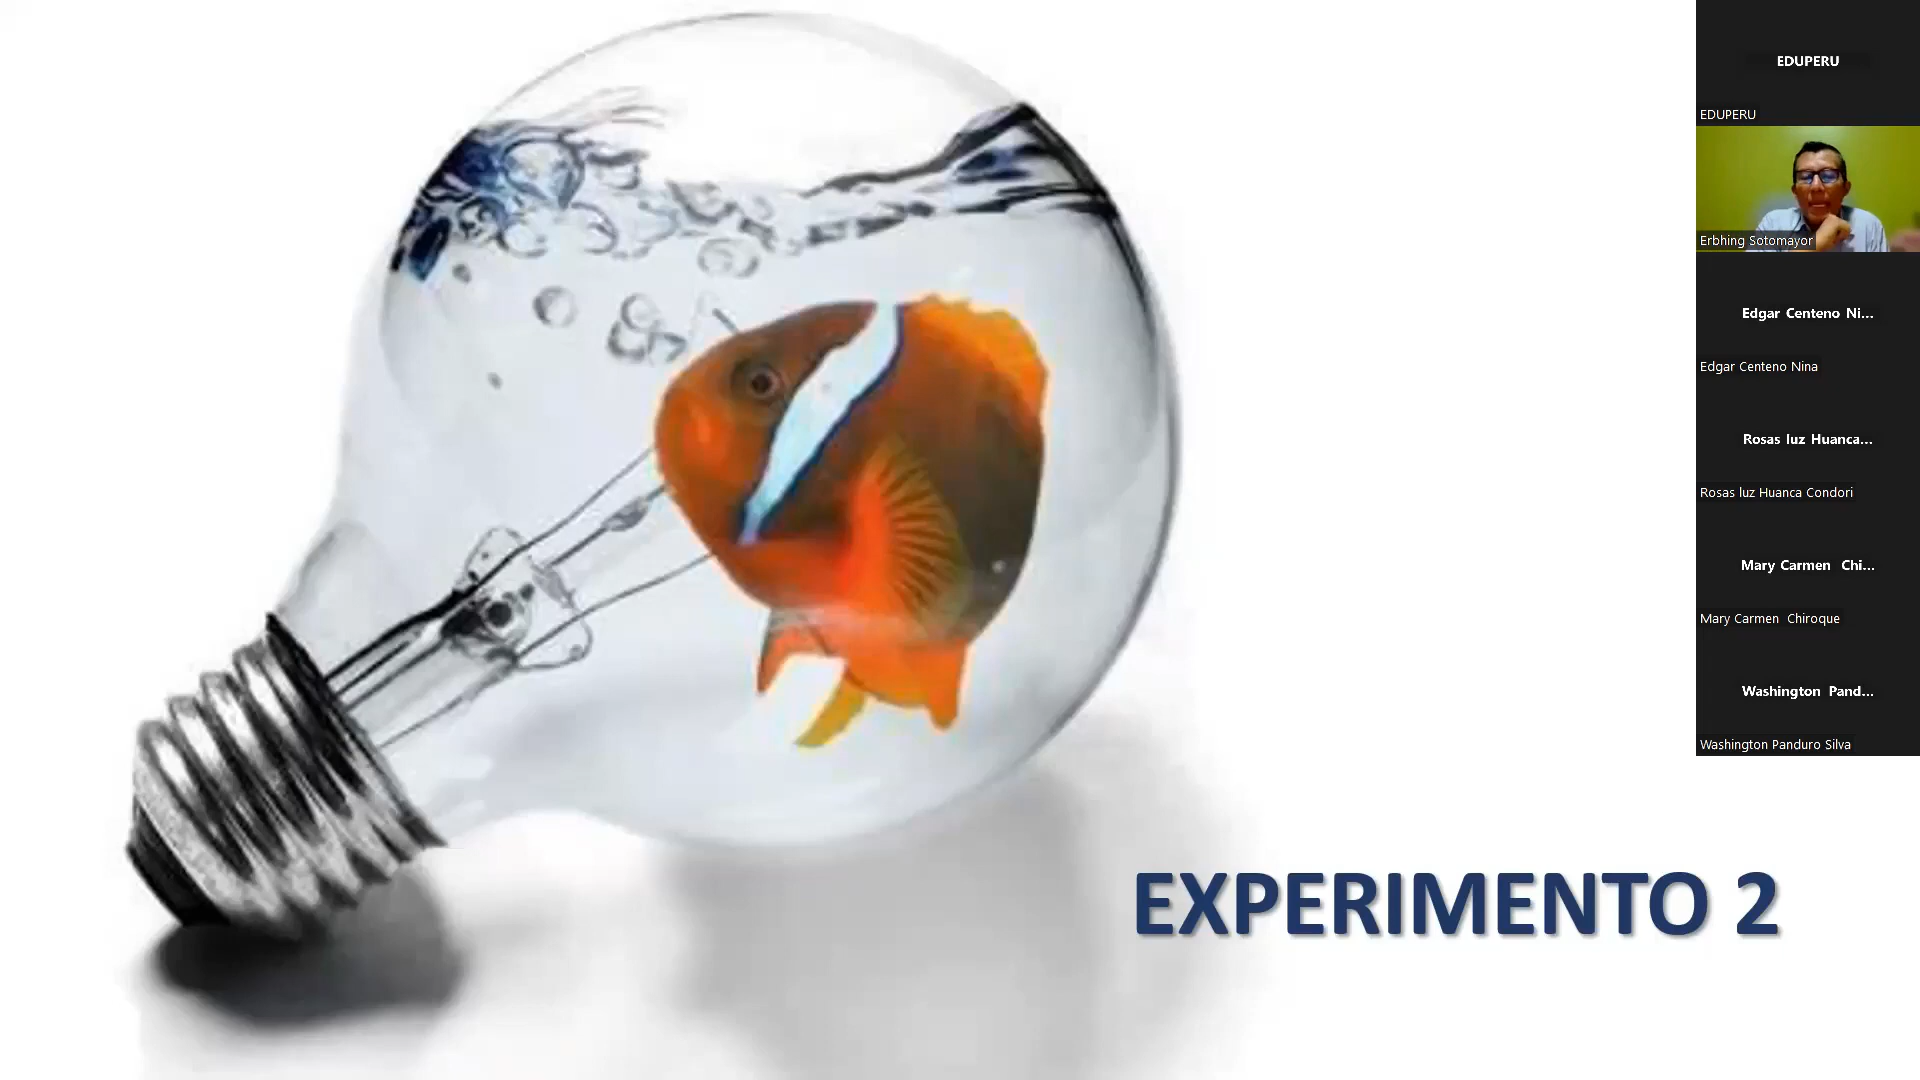 EDUPERU
EDUPERU
Erbhing Sotomayor
Edgar Centeno Ni...
Edgar Centeno Nina
Rosas luz Huanca...
Rosas luz Huanca Condori
Mary Carmen  Chi...
Mary Carmen  Chiroque
Washington  Pand...
Washington Panduro Silva
EXPERIMENTO 2